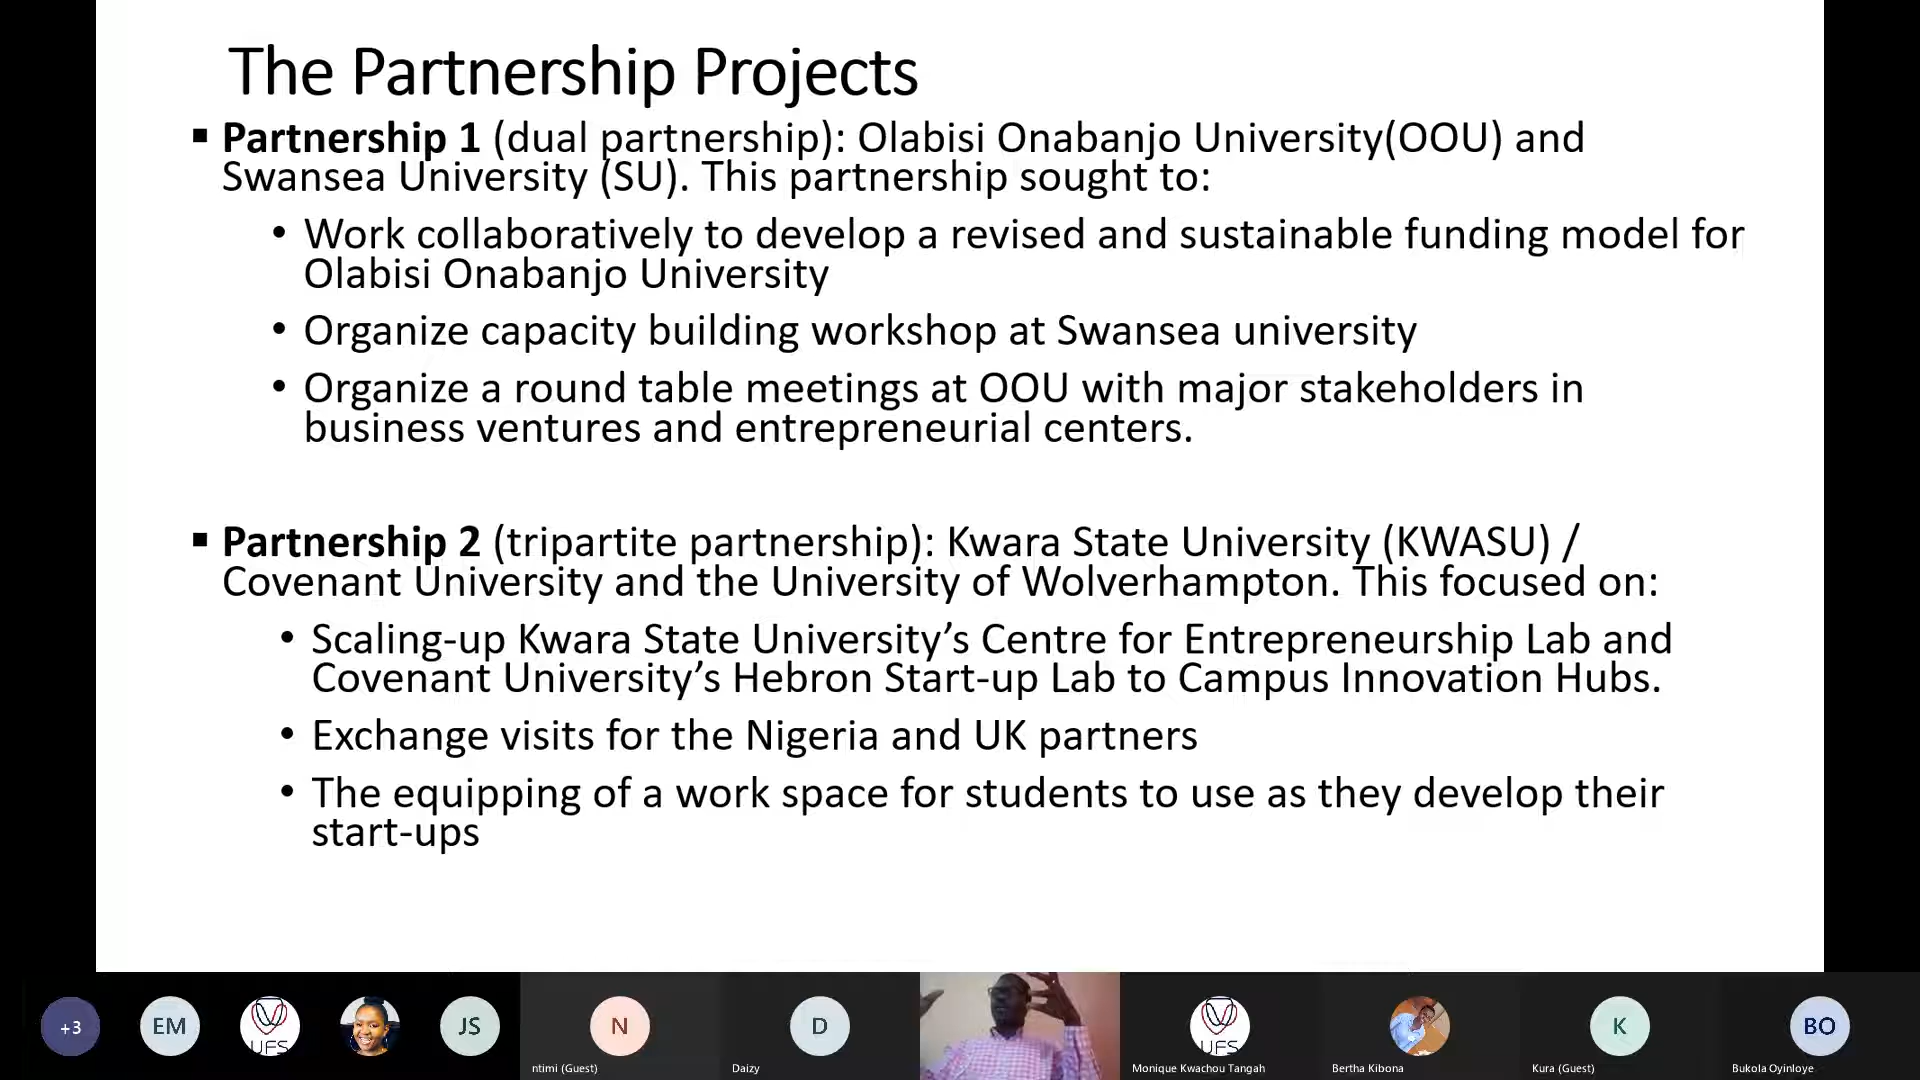 The Partnership Projects
▪ Partnership 1 (dual partnership): Olabisi Onabanjo University(OOU) and
Swansea University (SU). This partnership sought to:
• Work collaboratively to develop a revised and sustainable funding model for
Olabisi Onabanjo University
• Organize capacity building workshop at Swansea university
• Organize a round table meetings at OOU with major stakeholders in
business ventures and entrepreneurial centers.
▪ Partnership 2 (tripartite partnership): Kwara State University (KWASU) /
Covenant University and the University of Wolverhampton. This focused on:
• Scaling-up Kwara State University’s Centre for Entrepreneurship Lab and
Covenant University’s Hebron Start-up Lab to Campus Innovation Hubs.
• Exchange visits for the Nigeria and UK partners
• The equipping of a work space for students to use as they develop their
start-ups
+3
EM
UFS
JS
N
ntimi (Guest)
D
Daizy
UFS
Monique Kwachou Tangah
Bertha Kibona
K
Kura (Guest)
BO
Bukola Oyinloye